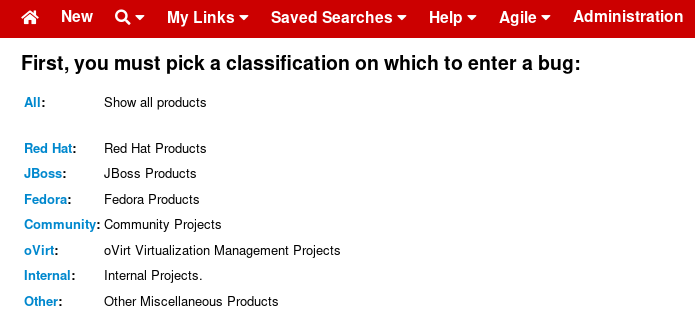 New My Links Saved Searches Help Agile Administration
First, you must pick a classification on which to enter a bug:
All: Show all products
Red Hat: Red Hat Products
JBoss: JBoss Products
Fedora: Fedora Products
Community: Community Projects
oVirt: oVirt Virtualization Management Projects
Internal: Internal Projects.
Other: Other Miscellaneous Products